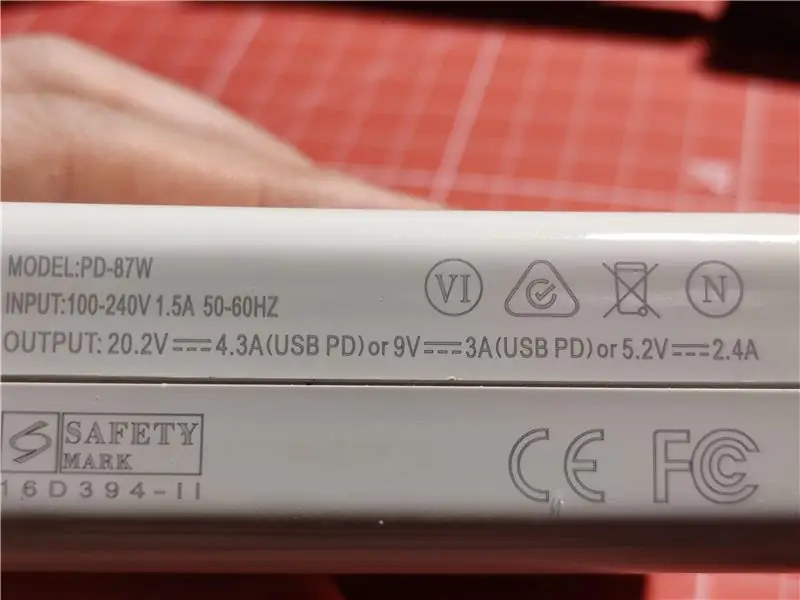 MODEL:PD-87W
INPUT:100-240V 1.5A 50-60HZ
VI
N
OUTPUT: 20.2V⎓4.3A(USB PD) or 9V⎓3A(USB PD) or 5.2V⎓2.4A
S SAFETY
MARK
16D394-II
CE FC